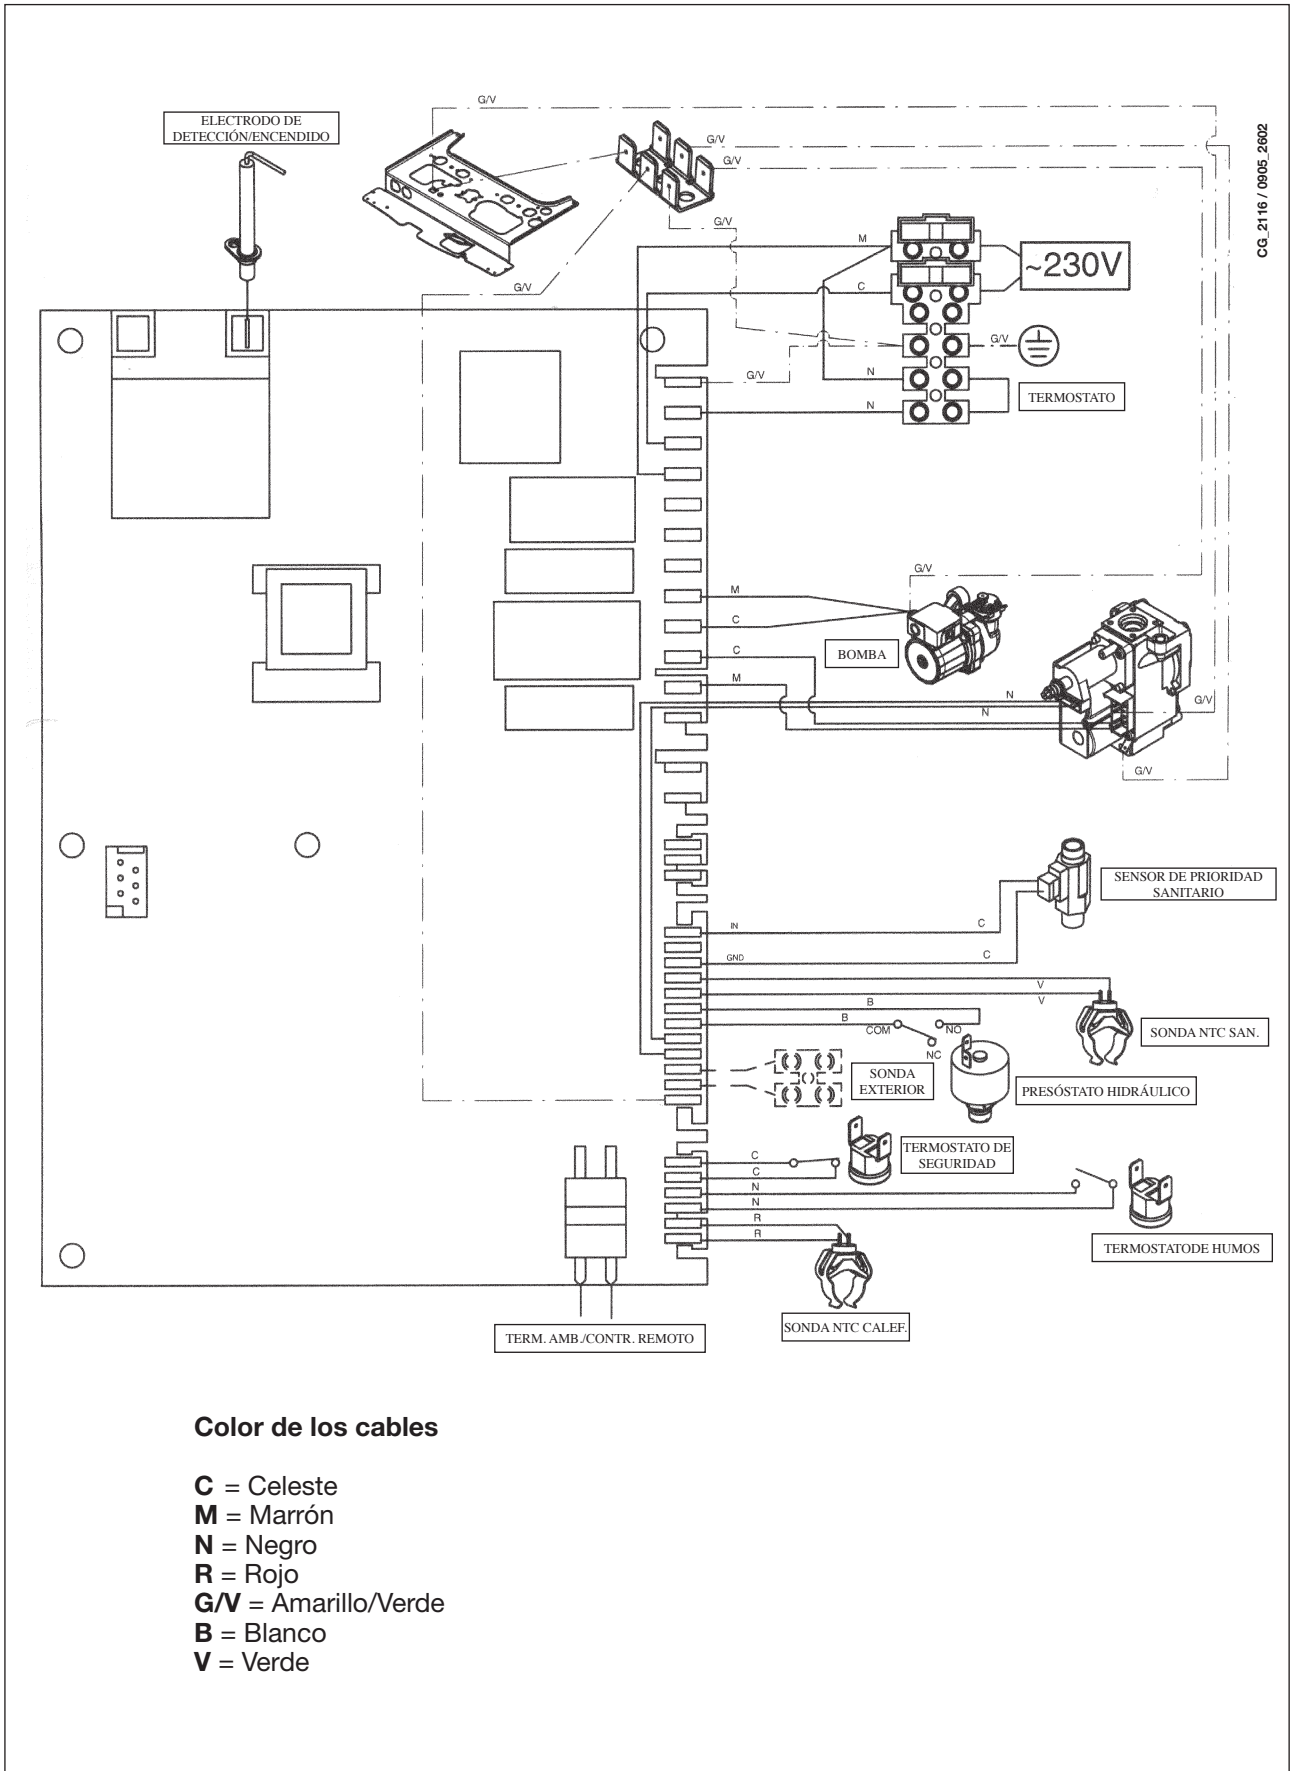 G/V
ELECTRODO DE
DETECCIÓN/ENCENDIDO
G/V
G/V
CG_2116 / 0905_2602
G/V
M
~230V
G/V
C
G/V
G/V
N
TERMOSTATO
N
G/V
M
C
BOMBA
C
M
N
N
G/V
G/V
SENSOR DE PRIORIDAD
SANITARIO
IN
C
GND
C
V
V
B
B
COM
NO
NC
SONDA NTC SAN.
SONDA
EXTERIOR
PRESÓSTATO HIDRÁULICO
TERMOSTATO DE
SEGURIDAD
C
C
N
N
R
R
TERMOSTATODE HUMOS
SONDA NTC CALEF.
TERM. AMB./CONTR. REMOTO
Color de los cables
C = Celeste
M = Marrón
N = Negro
R = Rojo
G/V = Amarillo/Verde
B = Blanco
V = Verde